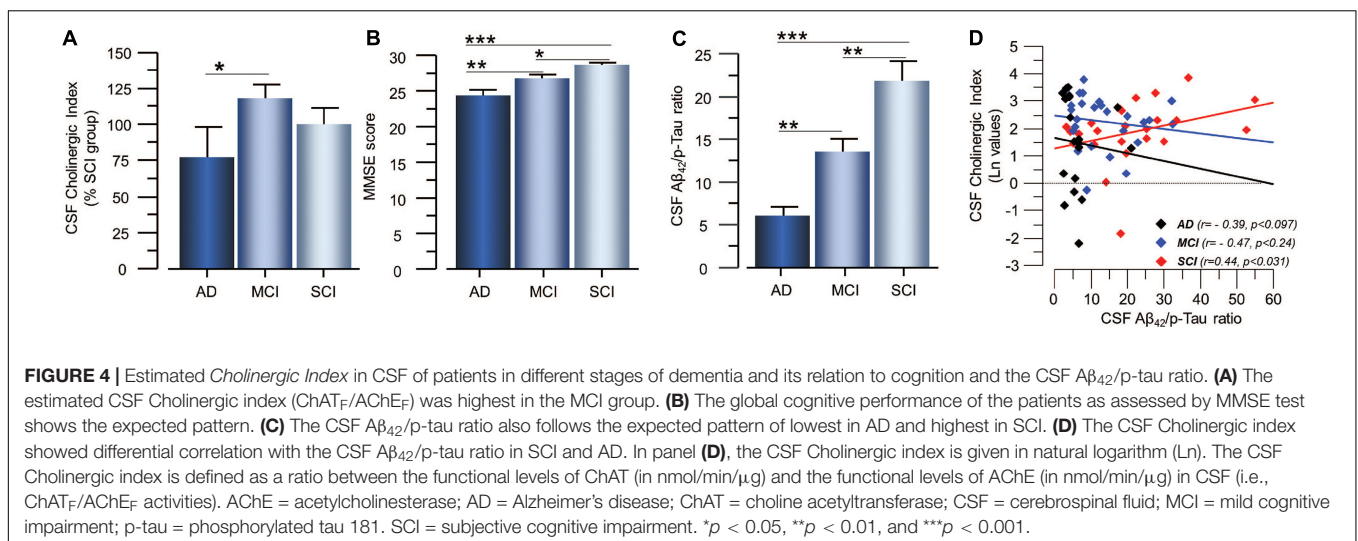 A
CSF Cholinergic Index
(% SCI group)
150
125
100
75
50
25
0
*
AD MCI SCI
B
MMSE score
30
25
20
15
10
5
0
***
**
*
AD MCI SCI
C
CSF Aβ42/p-Tau ratio
25
20
15
10
5
0
***
**
**
AD MCI SCI
D
CSF Cholinergic Index
(Ln values)
5
4
3
2
1
0
-1
-2
-3
AD (r= - 0.39, p<0.097)
MCI (r= - 0.47, p<0.24)
SCI (r=0.44, p<0.031)
0 10 20 30 40 50 60
CSF Aβ42/p-Tau ratio
FIGURE 4 | Estimated Cholinergic Index in CSF of patients in different stages of dementia and its relation to cognition and the CSF Aβ42/p-tau ratio. (A) The
estimated CSF Cholinergic index (ChATF/AChEF) was highest in the MCI group. (B) The global cognitive performance of the patients as assessed by MMSE test
shows the expected pattern. (C) The CSF Aβ42/p-tau ratio also follows the expected pattern of lowest in AD and highest in SCI. (D) The CSF Cholinergic index
showed differential correlation with the CSF Aβ42/p-tau ratio in SCI and AD. In panel (D), the CSF Cholinergic index is given in natural logarithm (Ln). The CSF
Cholinergic index is defined as a ratio between the functional levels of ChAT (in nmol/min/μg) and the functional levels of AChE (in nmol/min/μg) in CSF (i.e.,
ChATF/AChEF activities). AChE = acetylcholinesterase; AD = Alzheimer's disease; ChAT = choline acetyltransferase; CSF = cerebrospinal fluid; MCI = mild cognitive
impairment; p-tau = phosphorylated tau 181. SCI = subjective cognitive impairment. *p < 0.05, **p < 0.01, and ***p < 0.001.